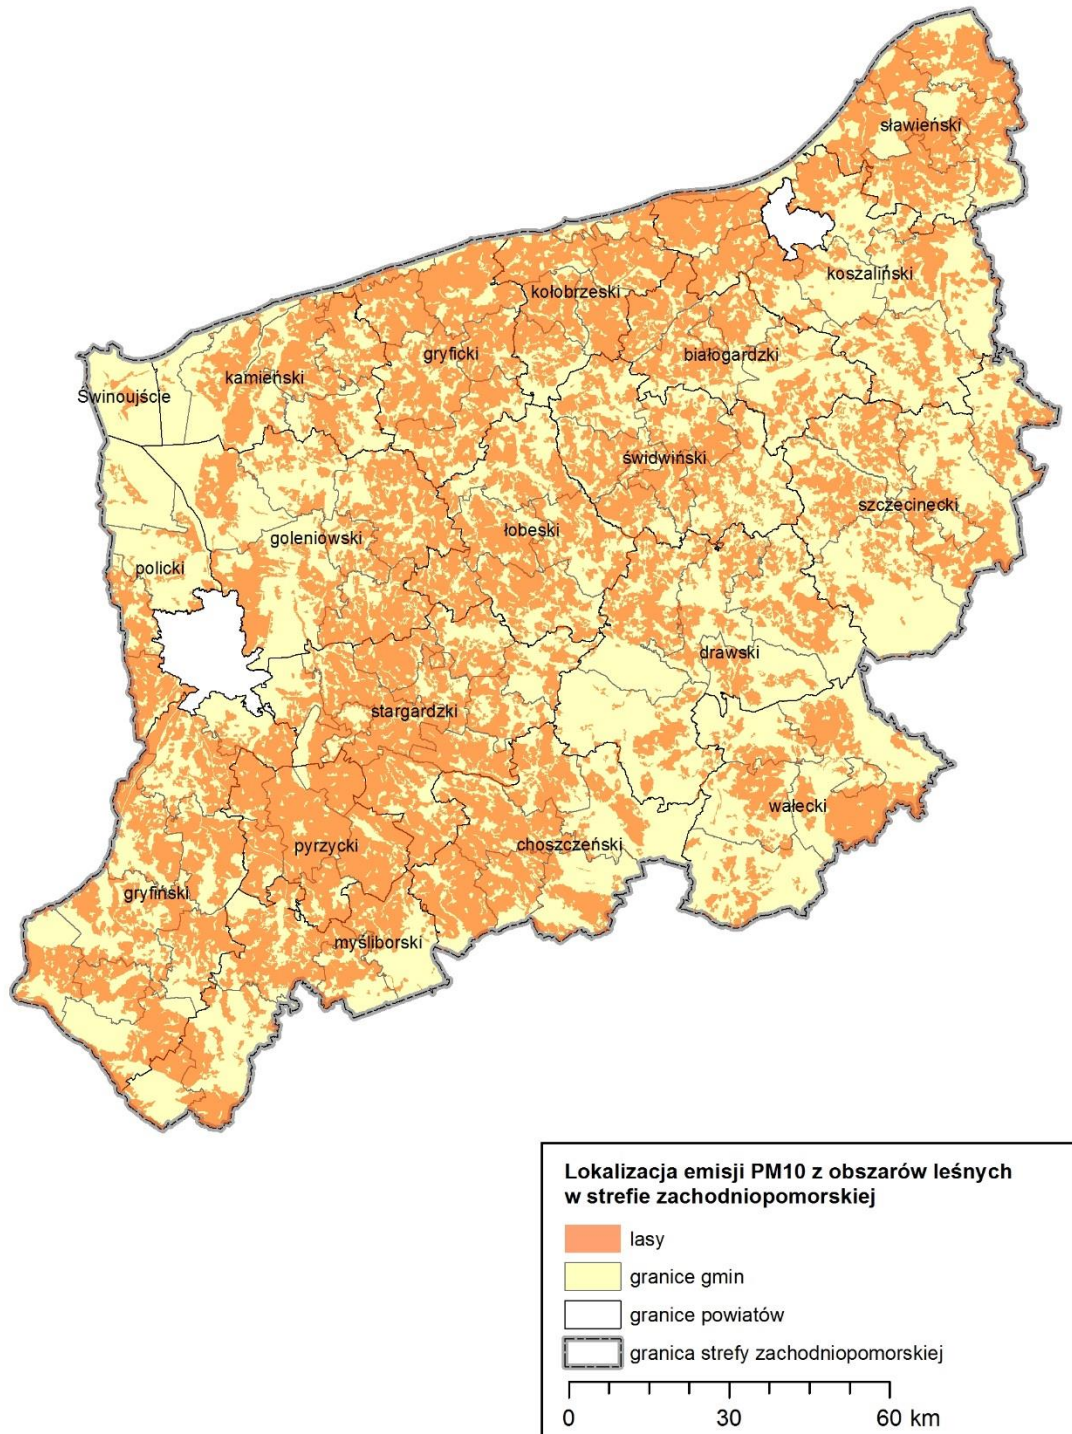 sławieński
koszaliński
kołobrzeski
białogardzki
gryficki
kamieński
Świnoujście
świdwiński
szczecinecki
łobeski
goleniowski
policki
drawski
stargardzki
wałecki
choszczeński
pyrzycki
gryfiński
myśliborski
Lokalizacja emisji PM10 z obszarów leśnych
w strefie zachodniopomorskiej
lasy
granice gmin
granice powiatów
granica strefy zachodniopomorskiej
0 30 60 km